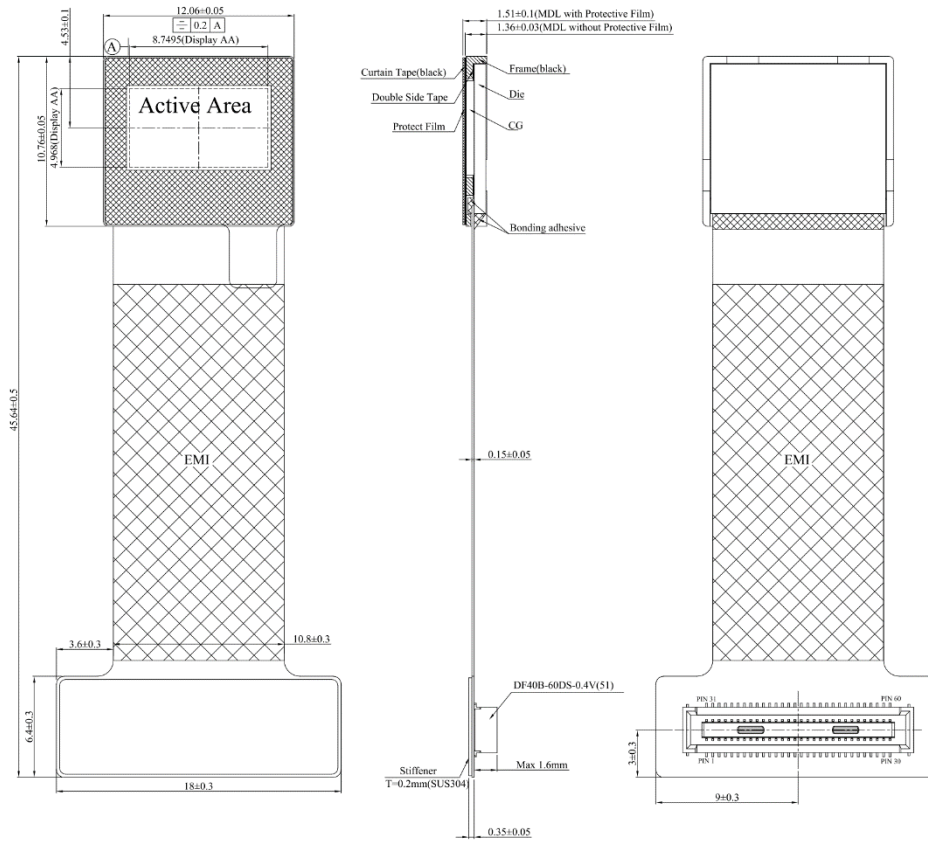 12.06±0.05
0.2 A
8.7495(Display AA)
A
4.53±0.1
Active Area
4.968(Display AA)
10.76±0.05
45.64±0.5
EMI
3.6±0.3
10.8±0.3
6.4±0.3
18±0.3
1.51±0.1(MDL with Protective Film)
1.36±0.03(MDL without Protective Film)
Curtain Tape(black)
Frame(black)
Double Side Tape
Die
Protect Film
CG
Bonding adhesive
0.15±0.05
DF40B-60DS-0.4V(51)
Stiffener
T=0.2mm(SUS304)
Max 1.6mm
0.35±0.05
EMI
PIN 31
PIN 60
PIN 1
PIN 30
3±0.3
9±0.3